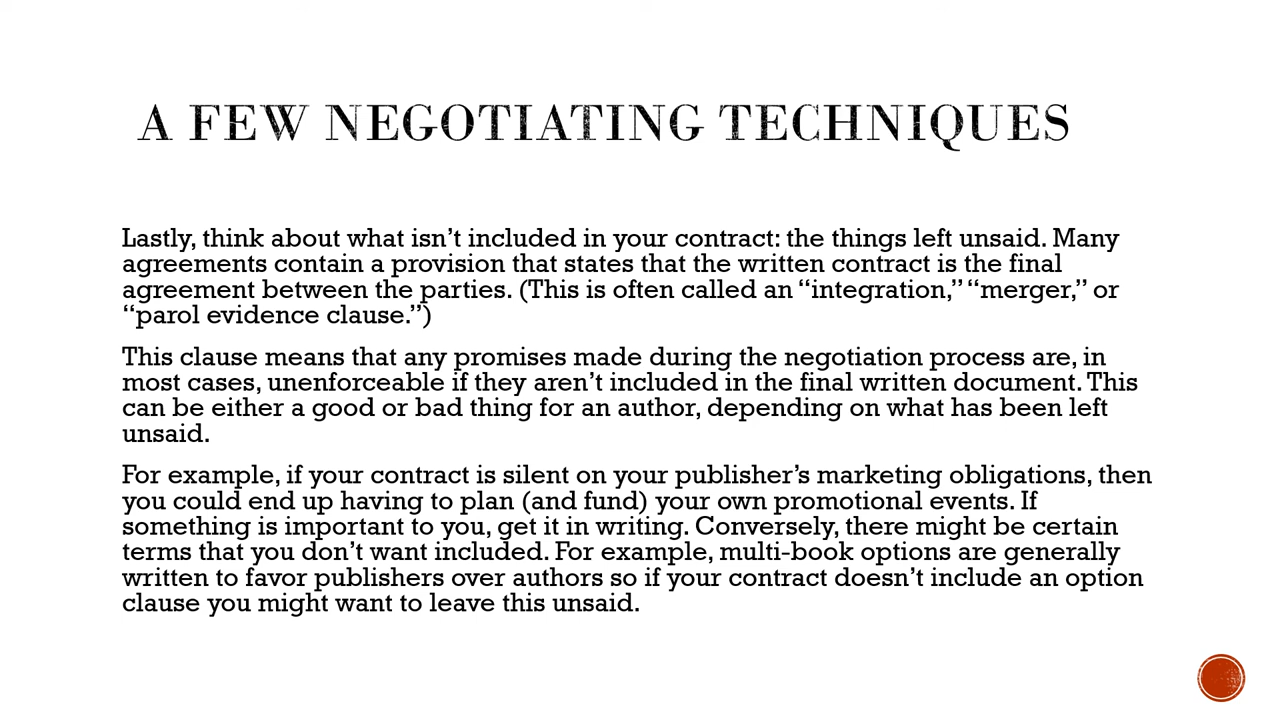 A FEW NEGOTIATING TECHNIQUES
Lastly, think about what isn’t included in your contract: the things left unsaid. Many
agreements contain a provision that states that the written contract is the final
agreement between the parties. (This is often called an “integration,” “merger,” or
“parol evidence clause.”)
This clause means that any promises made during the negotiation process are, in
most cases, unenforceable if they aren’t included in the final written document. This
can be either a good or bad thing for an author, depending on what has been left
unsaid.
For example, if your contract is silent on your publisher’s marketing obligations, then
you could end up having to plan (and fund) your own promotional events. If
something is important to you, get it in writing. Conversely, there might be certain
terms that you don’t want included. For example, multi-book options are generally
written to favor publishers over authors so if your contract doesn’t include an option
clause you might want to leave this unsaid.